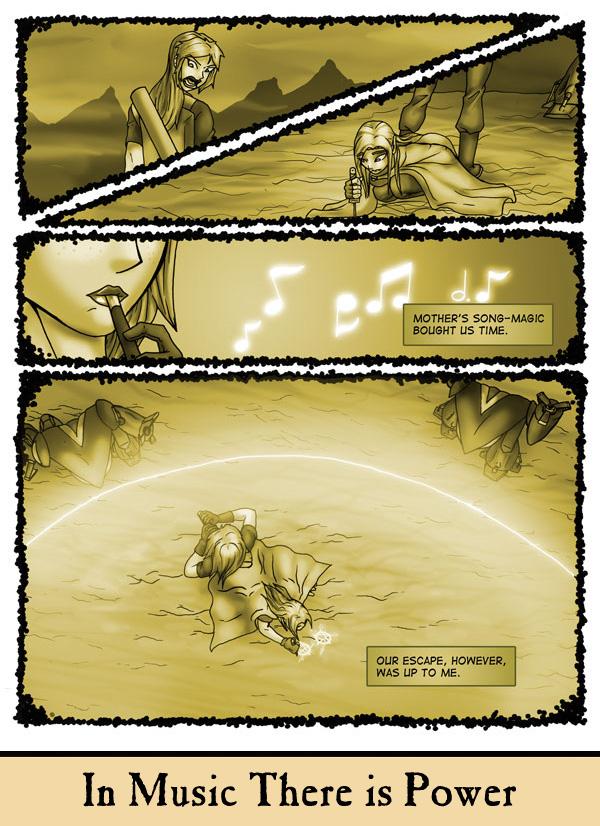 MOTHER'S SONG-MAGIC
BOUGHT US TIME.
OUR ESCAPE, HOWEVER,
WAS UP TO ME.
In Music There is Power